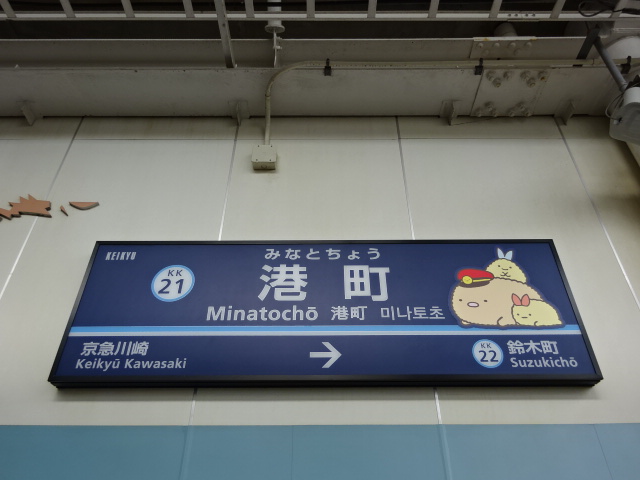 KEIKYU
みなとちょう
KK
21
港町
Minatochō 港町 미나토초
京急川崎
Keikyū Kawasaki
→
KK
22
鈴木町
Suzukichō